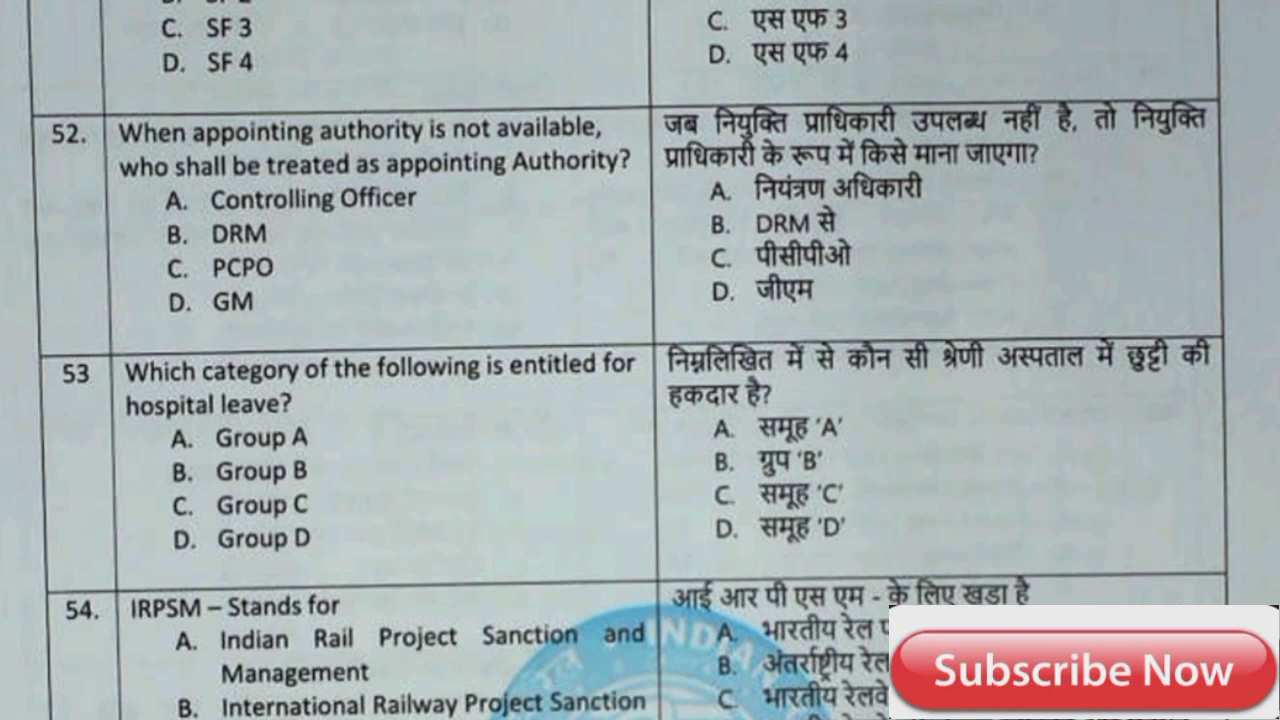 C. SF 3
D. SF 4
C. एस एफ 3
D. एस एफ 4
52. When appointing authority is not available,
who shall be treated as appointing Authority?
A. Controlling Officer
B. DRM
C. PCPO
D. GM
जब नियुक्ति प्राधिकारी उपलब्ध नहीं है, तो नियुक्ति
प्राधिकारी के रूप में किसे माना जाएगा?
A. नियंत्रण अधिकारी
B. DRM से
C. पीसीपीओ
D. जीएम
53 Which category of the following is entitled for
hospital leave?
A. Group A
B. Group B
C. Group C
D. Group D
निम्नलिखित में से कौन सी श्रेणी अस्पताल में छुट्टी की
हकदार है?
A. समूह ‘A’
B. ग्रुप ‘B’
C. समूह ‘C’
D. समूह ‘D’
54. IRPSM – Stands for
A. Indian Rail Project Sanction and
Management
B. International Railway Project Sanction
आई आर पी एस एम - के लिए खड़ा है
A. भारतीय रेल
B. अंतर्राष्ट्रीय रेल
C. भारतीय रेलवे
Subscribe Now